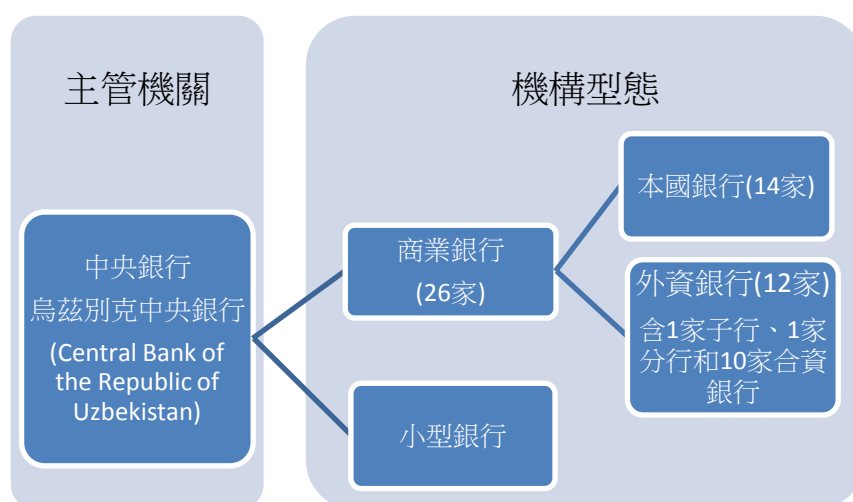 主管機關
機構型態
中央銀行
烏茲別克中央銀行
(Central Bank of
the Republic of
Uzbekistan)
商業銀行
(26家)
小型銀行
本國銀行(14家)
外資銀行(12家)
含1家子行、1家
分行和10家合資
銀行